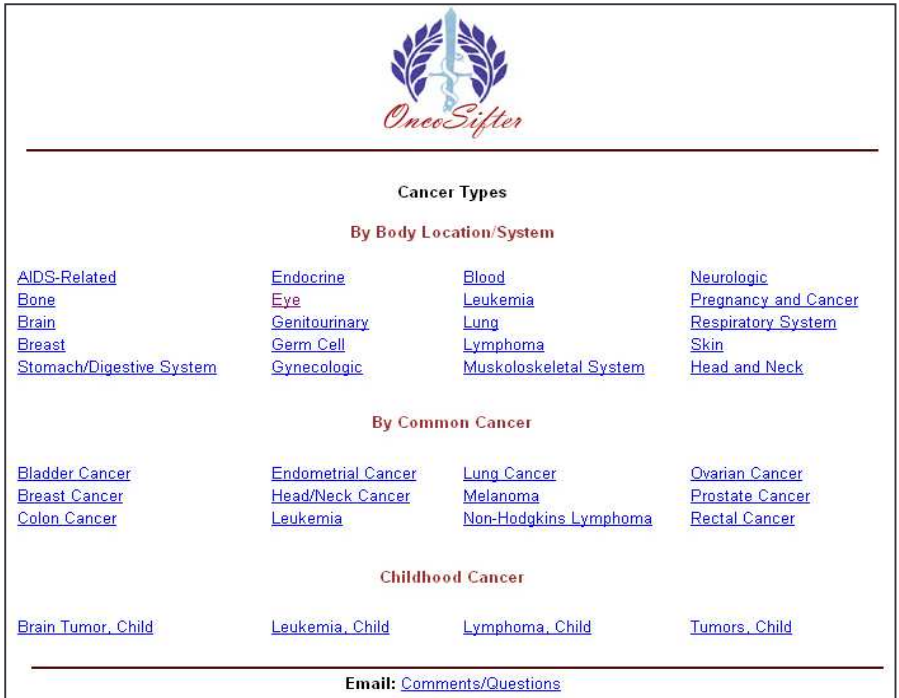 OncoSifter
Cancer Types
By Body Location/System
AIDS-Related Endocrine Blood Neurologic
Bone Eye Leukemia Pregnancy and Cancer
Brain Genitourinary Lung Respiratory System
Breast Germ Cell Lymphoma Skin
Stomach/Digestive System Gynecologic Muskoloskeletal System Head and Neck
By Common Cancer
Bladder Cancer Endometrial Cancer Lung Cancer Ovarian Cancer
Breast Cancer Head/Neck Cancer Melanoma Prostate Cancer
Colon Cancer Leukemia Non-Hodgkins Lymphoma Rectal Cancer
Childhood Cancer
Brain Tumor, Child Leukemia, Child Lymphoma, Child Tumors, Child
Email: Comments/Questions